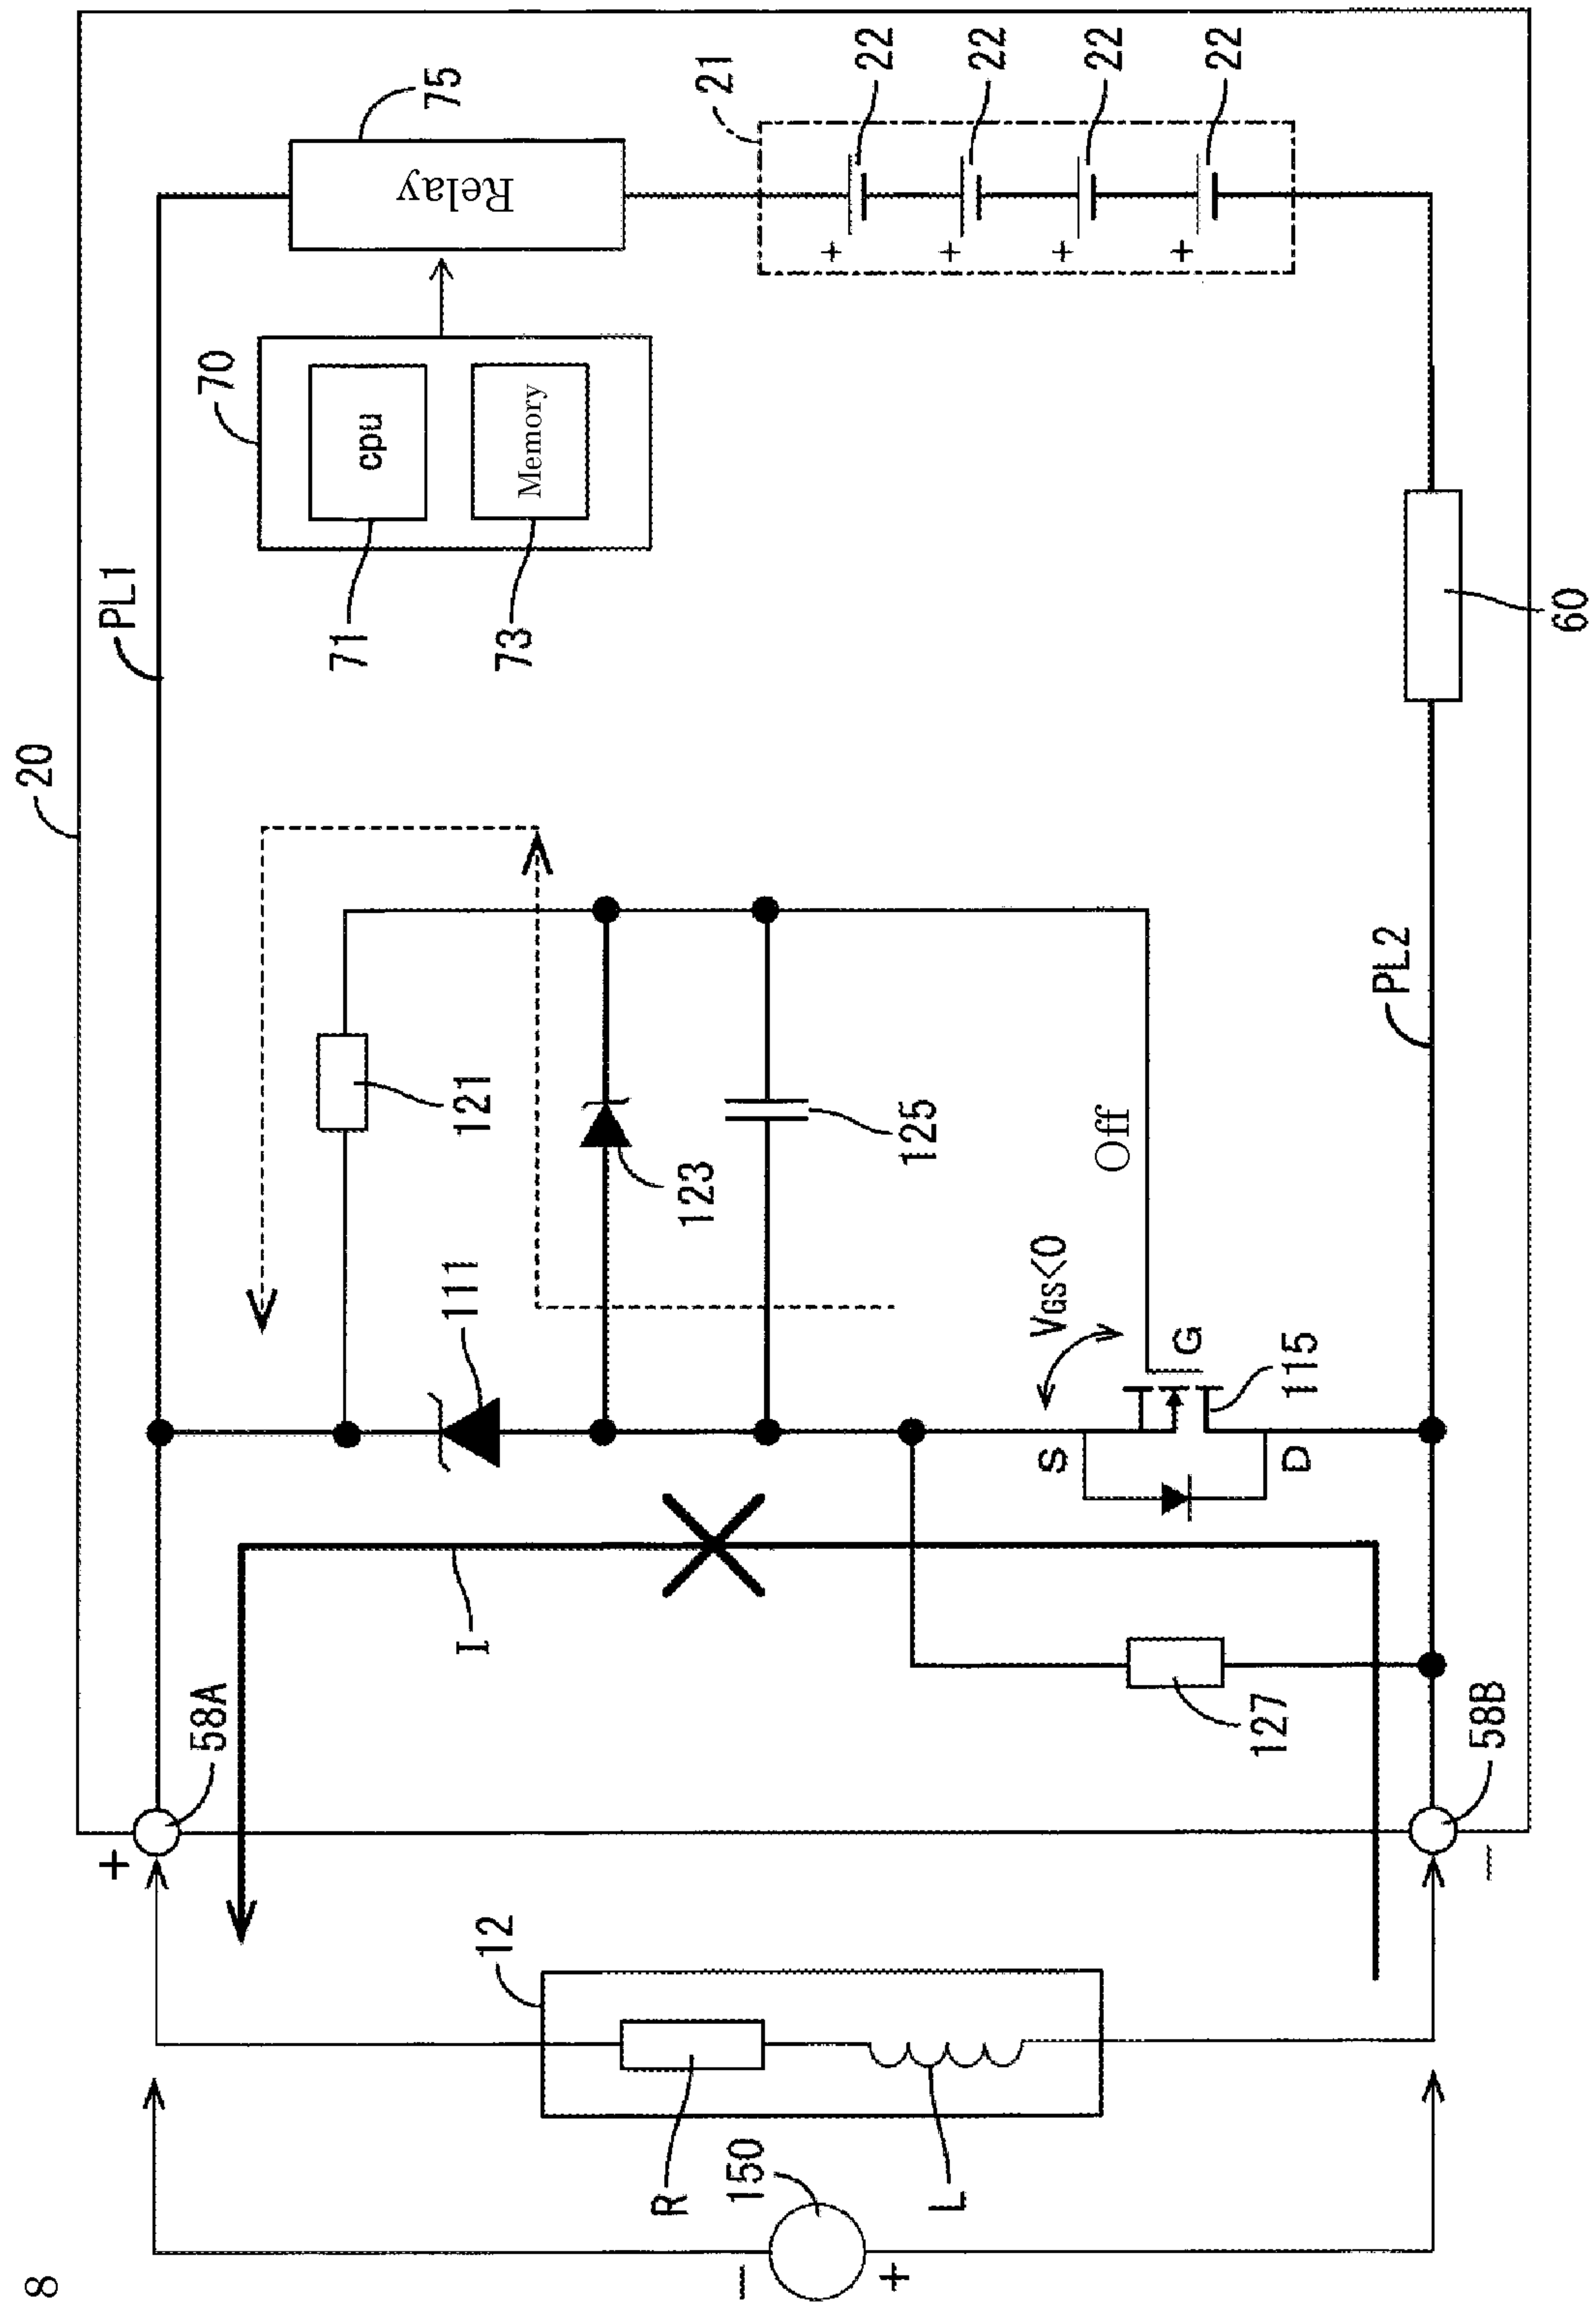 8
20
PL1
70
75
Relay
cpu
Memory
71
73
21
22
22
22
22
+
+
+
+
121
111
123
125
Off
VGS<0
G
S
D
115
PL2
60
I
127
58A
+
58B
−
12
R
L
150
−
+